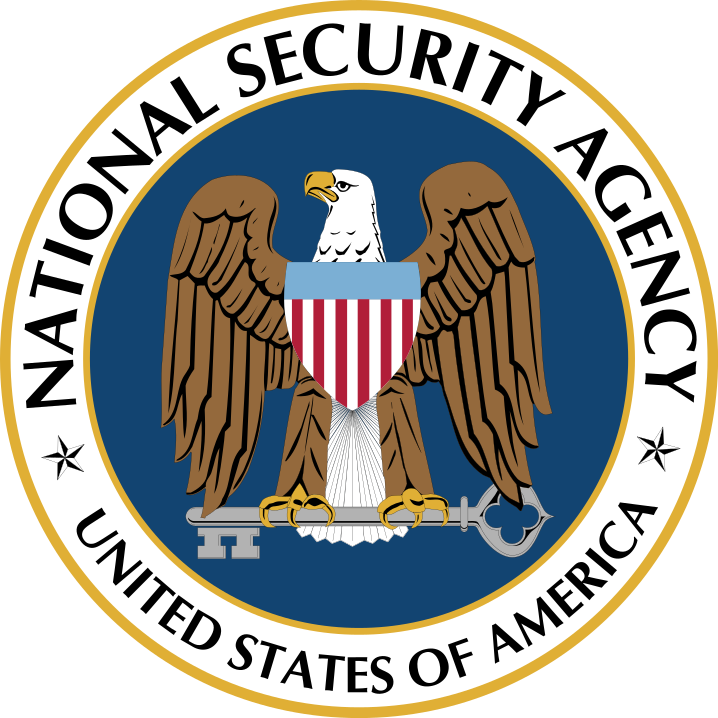 NATIONAL SECURITY AGENCY
UNITED STATES OF AMERICA